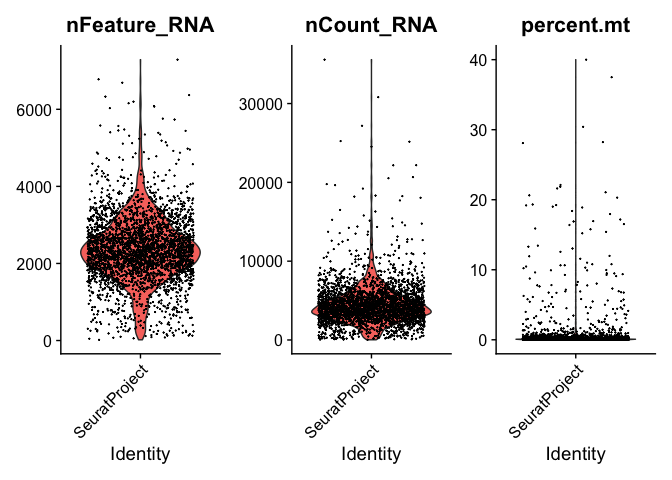 nFeature_RNA
6000
4000
2000
0
SeuratProject
Identity
nCount_RNA
30000
20000
10000
0
SeuratProject
Identity
percent.mt
40
30
20
10
0
SeuratProject
Identity